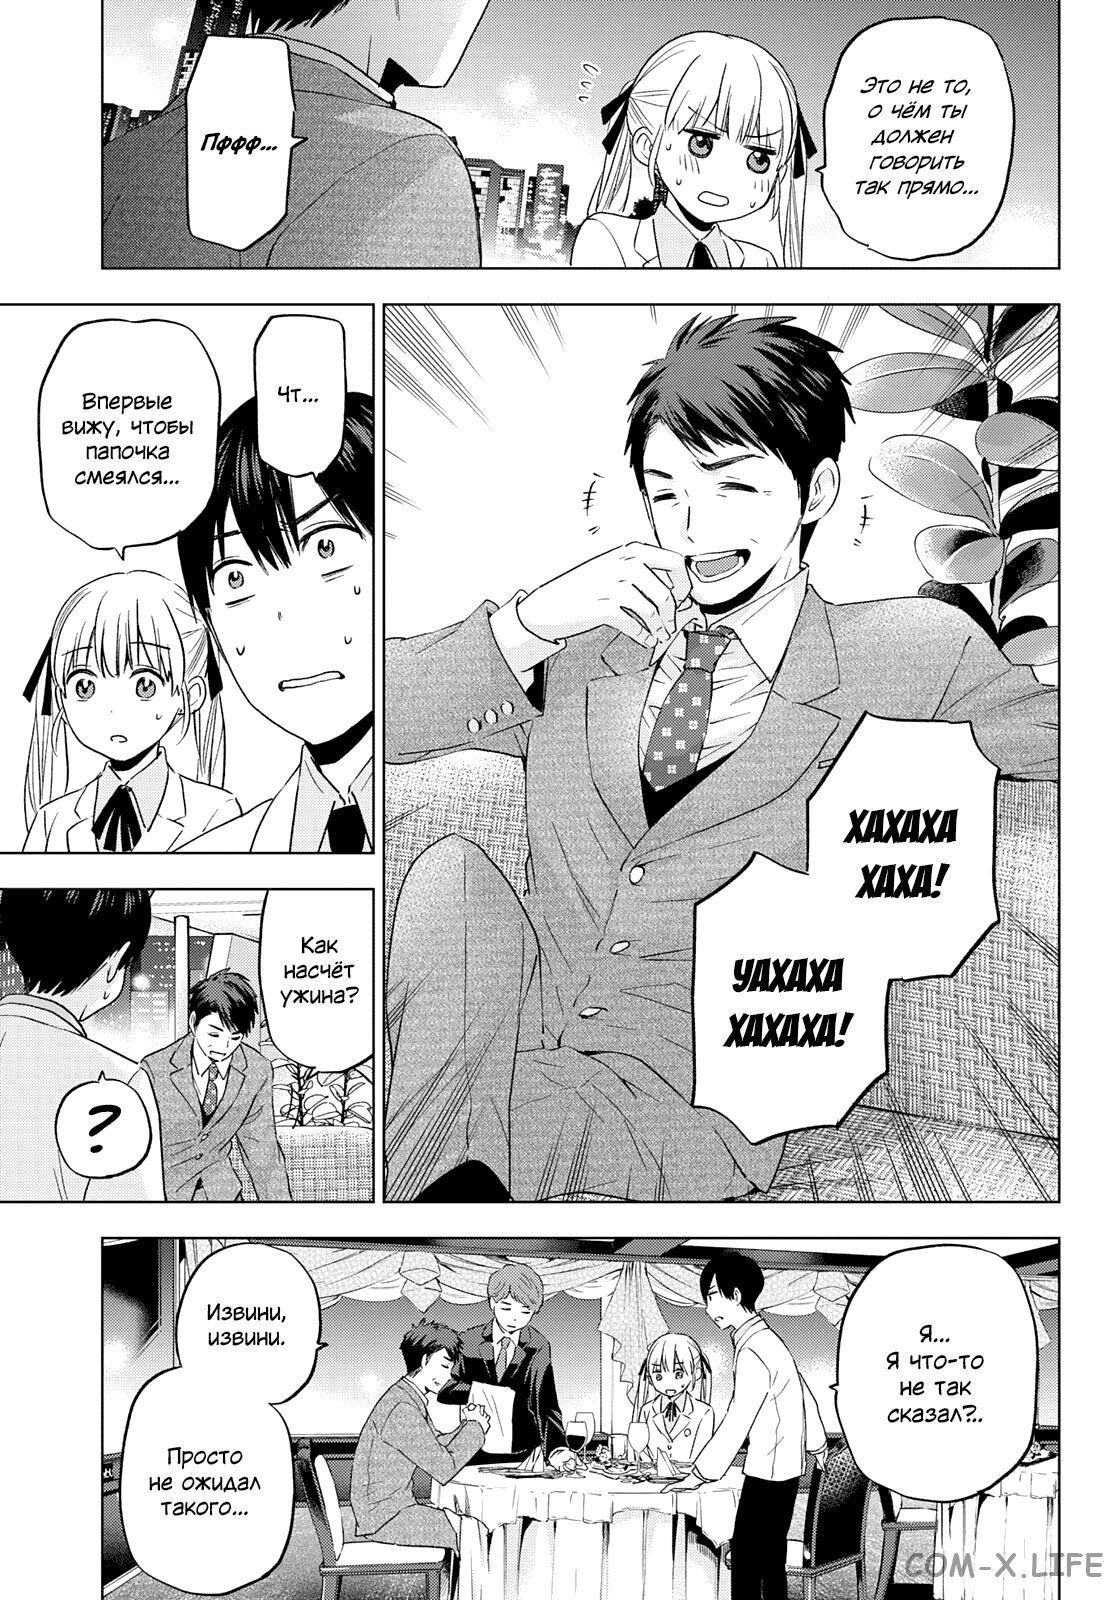 Это не то,
о чём ты
должен
говорить
так прямо...
Пффф...
ХАХАХА
ХАХА!
УАХАХА
ХАХАХА!
Чт...
Впервые
вижу, чтобы
папочка
смеялся...
Как
насчёт
ужина?
?
Я...
Я что-то
не так
сказал?..
Извини,
извини.
Просто
не ожидал
такого...
COM-X.LIFE